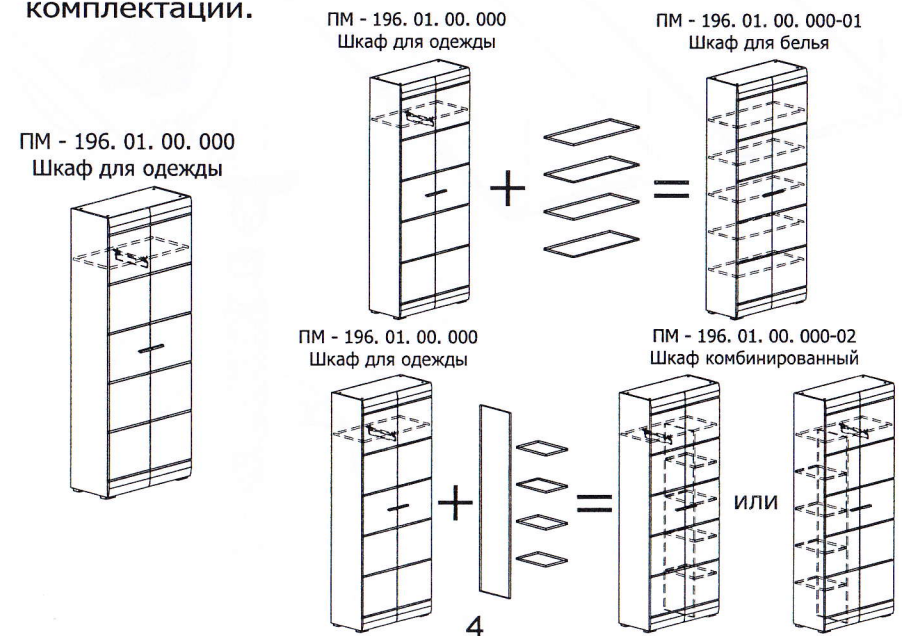 комплектации.
ПМ - 196. 01. 00. 000
Шкаф для одежды
ПМ - 196. 01. 00. 000
Шкаф для одежды
+
=
ПМ - 196. 01. 00. 000-01
Шкаф для белья
ПМ - 196. 01. 00. 000
Шкаф для одежды
+
=
ПМ - 196. 01. 00. 000-02
Шкаф комбинированный
или
4